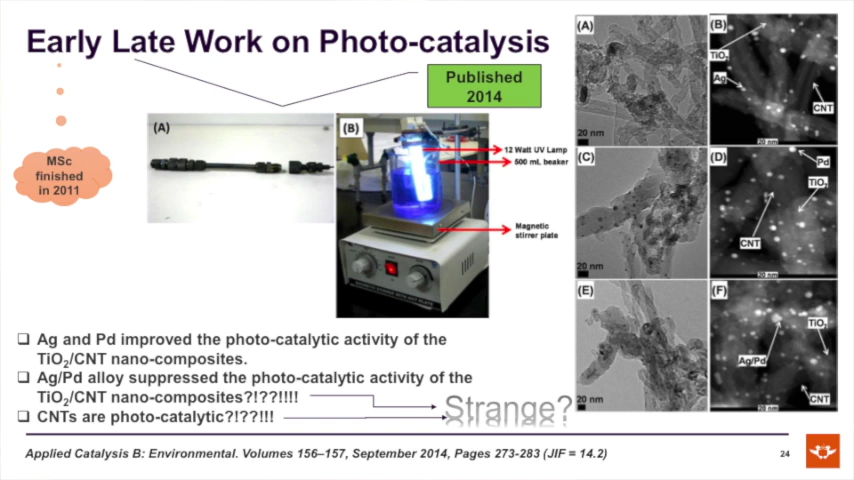 Early Late Work on Photo-catalysis
Published
2014
MSc
finished
in 2011
(A)
(B)
12 Watt UV Lamp
500 mL beaker
Magnetic
stirrer plate
(A)
20 nm
(B)
TiO₂
Ag
CNT
20 nm
(C)
20 nm
(D)
Pd
TiO₂
CNT
20 nm
(E)
20 nm
(F)
TiO₂
Ag/Pd
CNT
20 nm
❑ Ag and Pd improved the photo-catalytic activity of the
TiO₂/CNT nano-composites.
❑ Ag/Pd alloy suppressed the photo-catalytic activity of the
TiO₂/CNT nano-composites?!??!!!!
❑ CNTs are photo-catalytic?!??!!!
Strange?
Applied Catalysis B: Environmental. Volumes 156–157, September 2014, Pages 273-283 (JIF = 14.2)
24